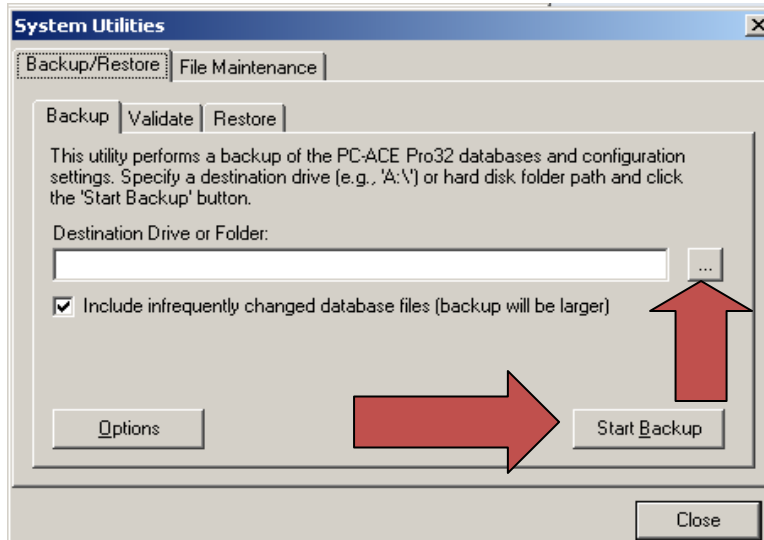 System Utilities
Backup/Restore File Maintenance
Backup Validate Restore
This utility performs a backup of the PC-ACE Pro32 databases and configuration
settings. Specify a destination drive (e.g., 'A:\') or hard disk folder path and click
the 'Start Backup' button.
Destination Drive or Folder:
...
Include infrequently changed database files (backup will be larger)
Options Start Backup
Close